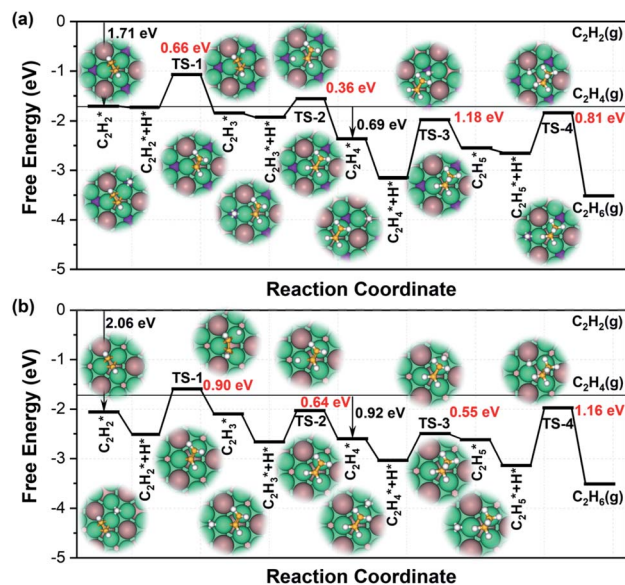 (a)
0
-1
-2
-3
-4
-5
Free Energy (eV)
1.71 eV
0.66 eV
TS-1
C₂H₂(g)
0.36 eV
C₂H₄(g)
TS-2
0.69 eV
TS-3
1.18 eV
TS-4
0.81 eV
C₂H₂*
C₂H₂*+H*
C₂H₃*
C₂H₃*+H*
C₂H₄*
C₂H₄*+H*
C₂H₅*
C₂H₅*+H*
C₂H₆(g)
Reaction Coordinate
(b)
0
-1
-2
-3
-4
-5
Free Energy (eV)
2.06 eV
C₂H₂(g)
TS-1
0.90 eV
C₂H₄(g)
0.64 eV
TS-2
0.92 eV
TS-3
0.55 eV
TS-4
1.16 eV
C₂H₂*
C₂H₂*+H*
C₂H₃*
C₂H₃*+H*
C₂H₄*
C₂H₄*+H*
C₂H₅*
C₂H₅*+H*
C₂H₆(g)
Reaction Coordinate